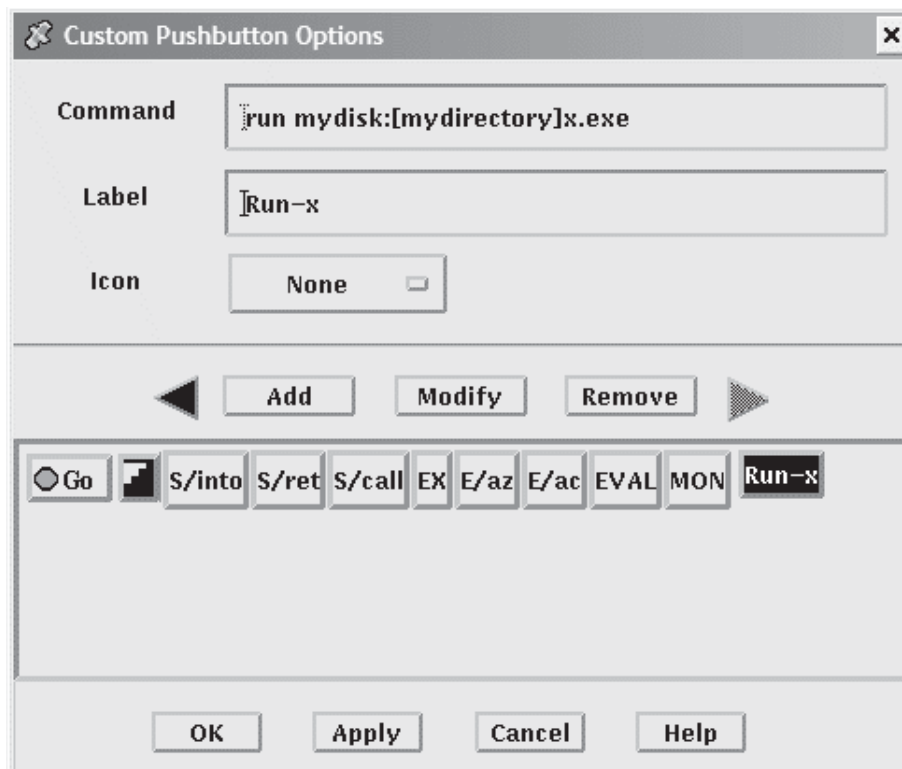 Custom Pushbutton Options
Command run mydisk:[mydirectory]x.exe
Label Run-x
Icon None
Add Modify Remove
Go S/into S/ret S/call EX E/az E/ac EVAL MON Run-x
OK Apply Cancel Help